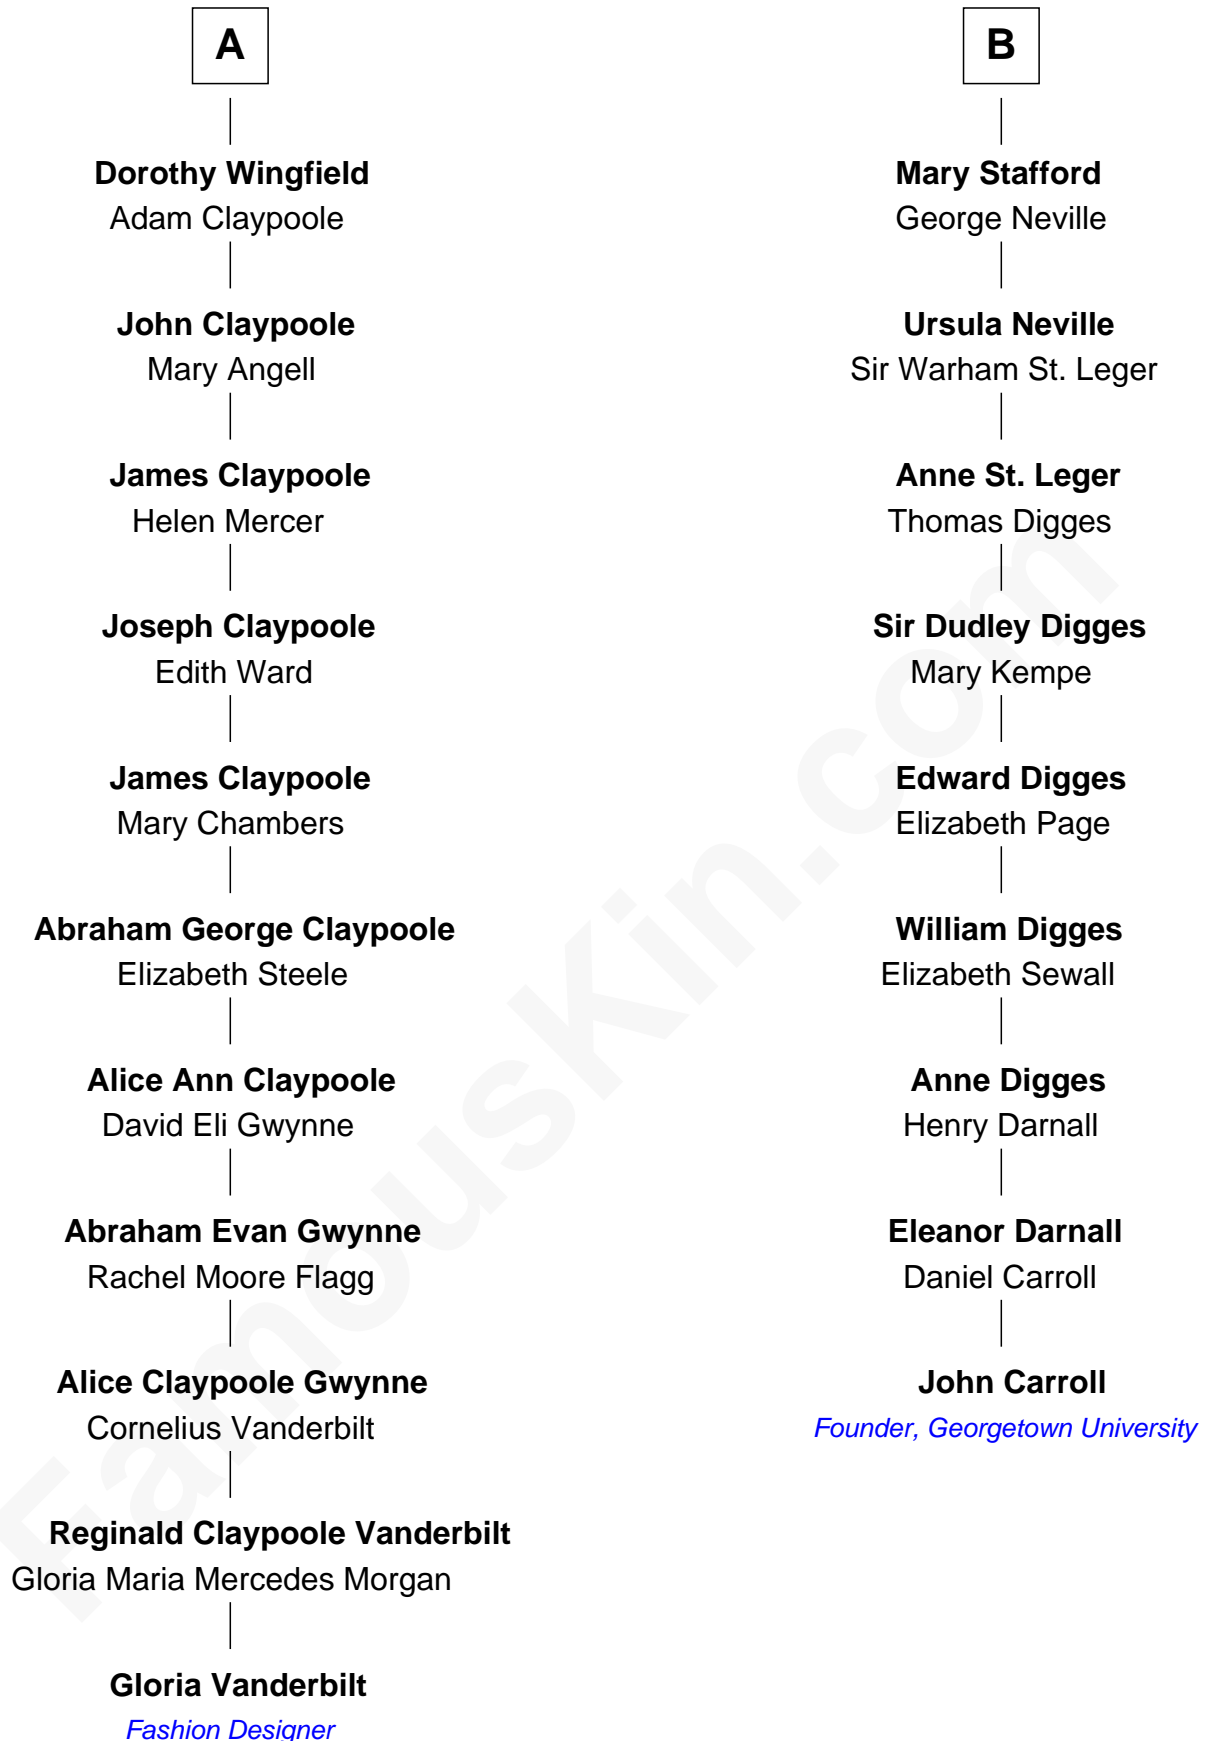 A
Dorothy Wingfield
Adam Claypoole
John Claypoole
Mary Angell
James Claypoole
Helen Mercer
Joseph Claypoole
Edith Ward
James Claypoole
Mary Chambers
Abraham George Claypoole
Elizabeth Steele
Alice Ann Claypoole
David Eli Gwynne
Abraham Evan Gwynne
Rachel Moore Flagg
Alice Claypoole Gwynne
Cornelius Vanderbilt
Reginald Claypoole Vanderbilt
Gloria Maria Mercedes Morgan
Gloria Vanderbilt
Fashion Designer
B
Mary Stafford
George Neville
Ursula Neville
Sir Warham St. Leger
Anne St. Leger
Thomas Digges
Sir Dudley Digges
Mary Kempe
Edward Digges
Elizabeth Page
William Digges
Elizabeth Sewall
Anne Digges
Henry Darnall
Eleanor Darnall
Daniel Carroll
John Carroll
Founder, Georgetown University
FamousKin.com